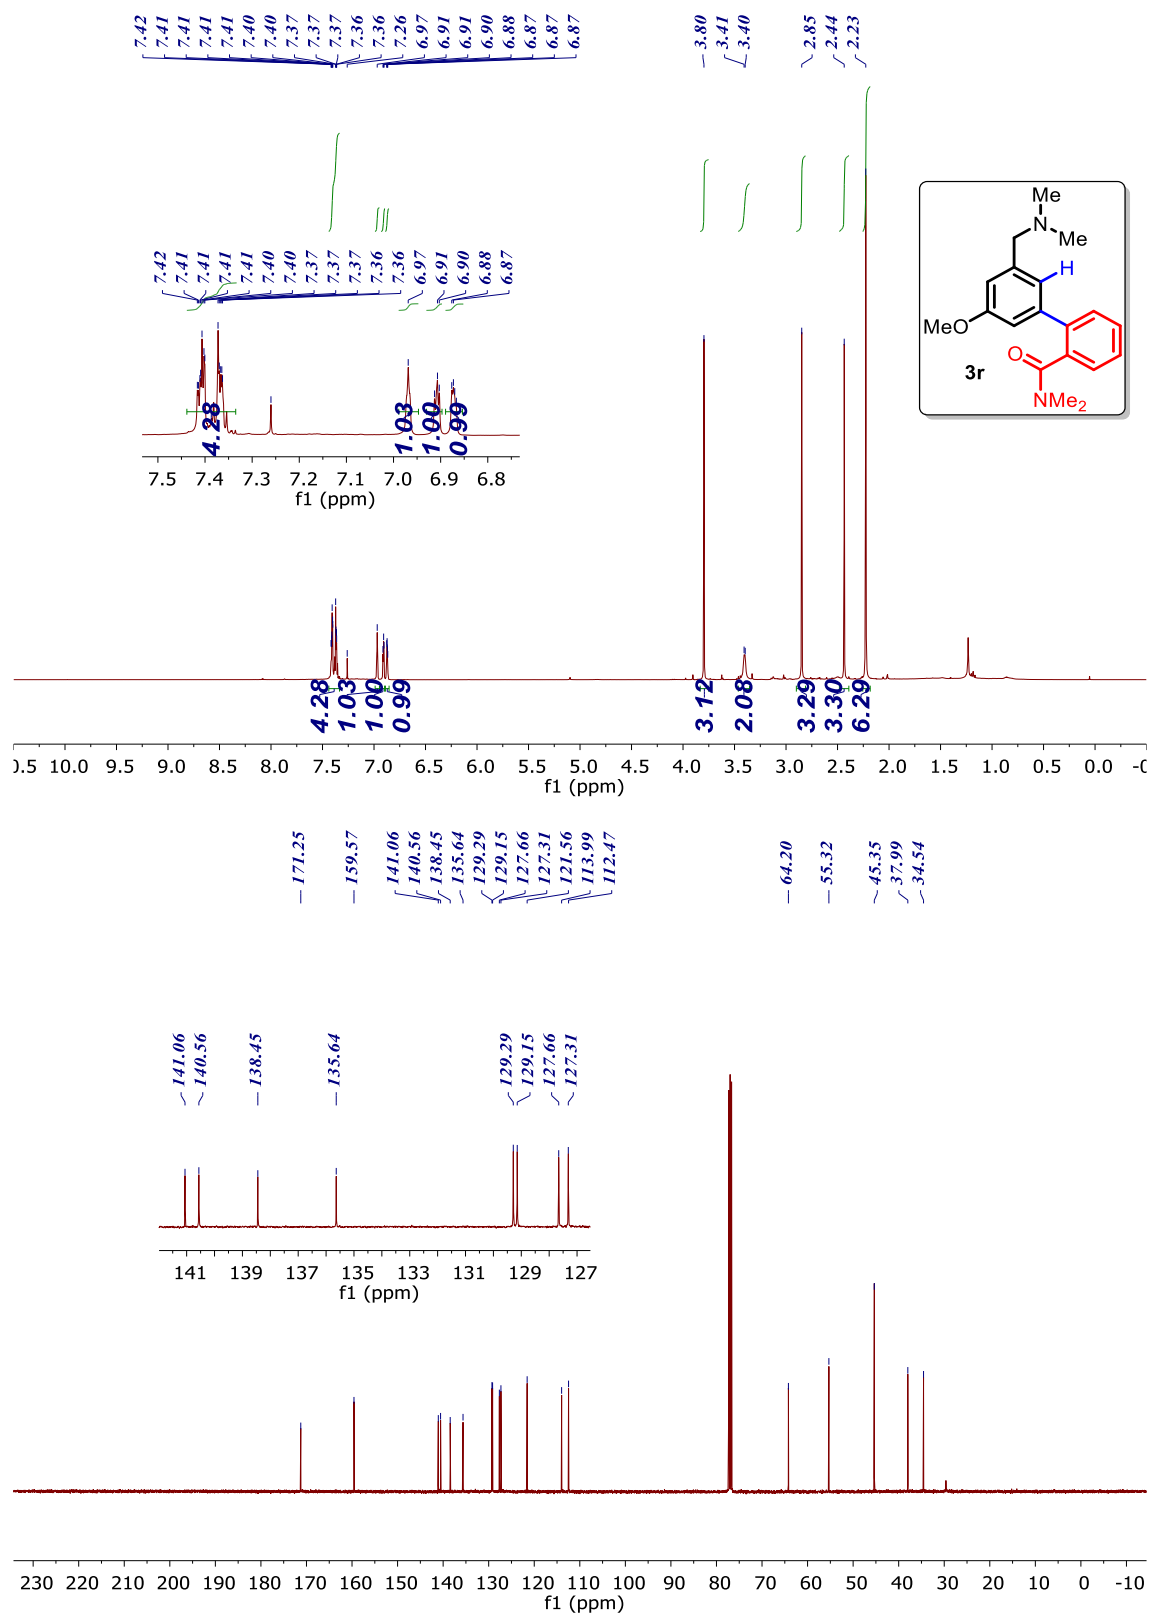 7.42 7.41 7.41 7.41 7.41 7.40 7.40 7.37 7.37 7.37 7.36 7.36 7.26 6.97 6.91 6.91 6.90 6.88 6.87 6.87 6.87 3.80 3.41 3.40 2.85 2.44 2.23
Me
N
Me
H
MeO
O
3r
NMe2
7.42 7.41 7.41 7.41 7.41 7.40 7.40 7.37 7.37 7.37 7.36 7.36 6.97 6.91 6.90 6.88 6.87
4.28 1.03 1.00 0.99
7.5 7.4 7.3 7.2 7.1 7.0 6.9 6.8
f1 (ppm)
4.28 1.03 1.00 0.99 3.12 2.08 3.29 3.30 6.29
).5 10.0 9.5 9.0 8.5 8.0 7.5 7.0 6.5 6.0 5.5 5.0 4.5 4.0 3.5 3.0 2.5 2.0 1.5 1.0 0.5 0.0 -0
f1 (ppm)
171.25 159.57 141.06 140.56 138.45 135.64 129.29 129.15 127.66 127.31 121.56 113.99 112.47 64.20 55.32 45.35 37.99 34.54
141.06 140.56 138.45 135.64 129.29 129.15 127.66 127.31
141 139 137 135 133 131 129 127
f1 (ppm)
230 220 210 200 190 180 170 160 150 140 130 120 110 100 90 80 70 60 50 40 30 20 10 0 -10
f1 (ppm)